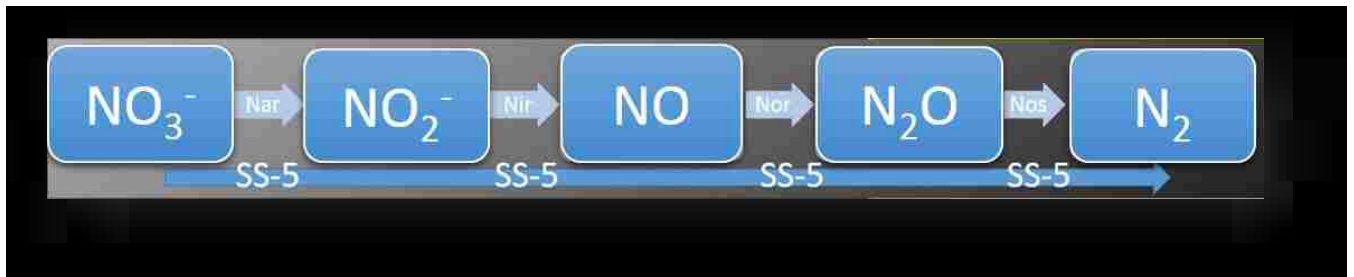 NO₃⁻ Nar NO₂⁻ Nir NO Nor N₂O Nos N₂
SS-5 SS-5 SS-5 SS-5